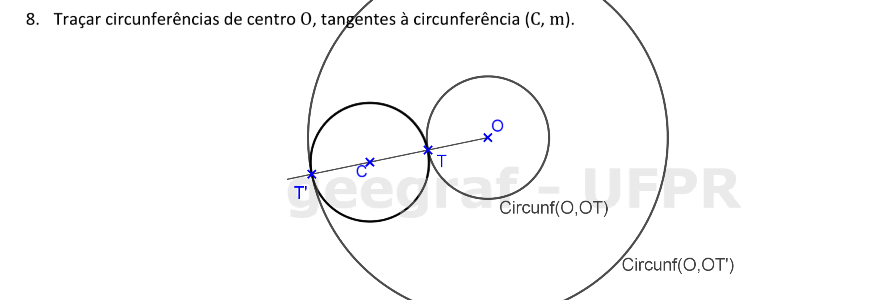 8. Traçar circunferências de centro O, tangentes à circunferência (C, m).
O
T
C
T'
geegraf - UFPR
Circunf(O,OT)
Circunf(O,OT')